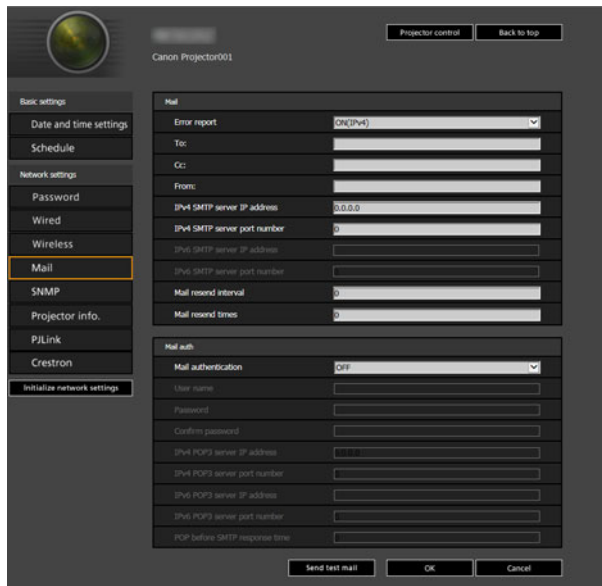 Projector control
Back to top
Canon Projector001
Basic settings
Date and time settings
Schedule
Network settings
Password
Wired
Wireless
Mail
SNMP
Projector info.
PJLink
Crestron
Initialize network settings
Mail
Error report ON(IPv4)
To:
Cc:
From:
IPv4 SMTP server IP address 0.0.0.0
IPv4 SMTP server port number 0
IPv6 SMTP server IP address
IPv6 SMTP server port number
Mail resend interval 0
Mail resend times 0
Mail auth
Mail authentication OFF
User name
Password
Confirm password
IPv4 POP3 server IP address 0.0.0.0
IPv4 POP3 server port number
IPv6 POP3 server IP address
IPv6 POP3 server port number
POP before SMTP response time
Send test mail
OK
Cancel